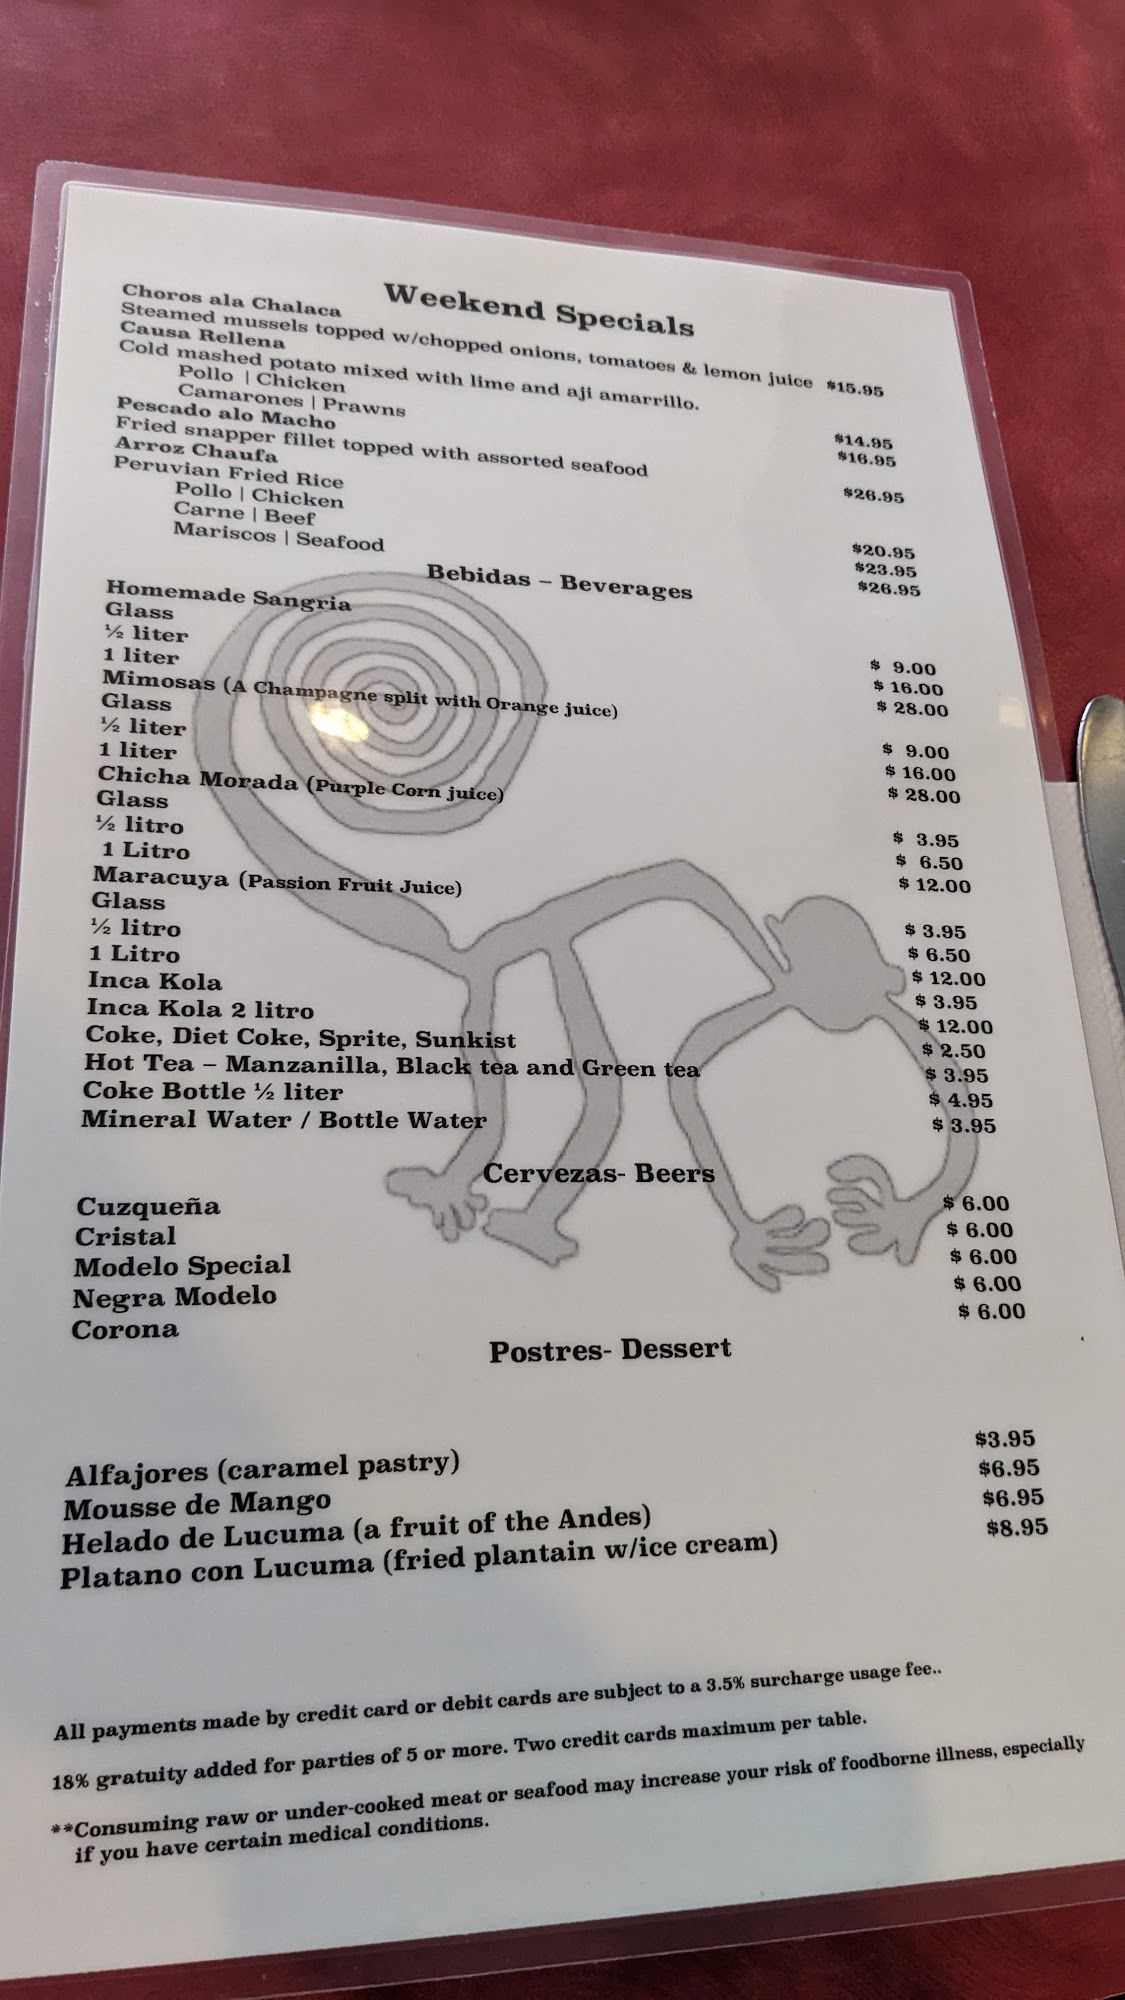 Weekend Specials
Choros ala Chalaca
Steamed mussels topped w/chopped onions, tomatoes & lemon juice $15.95
Causa Rellena
Cold mashed potato mixed with lime and aji amarrillo.
Pollo | Chicken $14.95
Camarones | Prawns $16.95
Pescado alo Macho
Fried snapper fillet topped with assorted seafood $26.95
Arroz Chaufa
Peruvian Fried Rice
Pollo | Chicken $20.95
Carne | Beef $23.95
Mariscos | Seafood $26.95
Bebidas – Beverages
Homemade Sangria
Glass $ 9.00
½ liter $ 16.00
1 liter $ 28.00
Mimosas (A Champagne split with Orange juice)
Glass $ 9.00
½ liter $ 16.00
1 liter $ 28.00
Chicha Morada (Purple Corn juice)
Glass $ 3.95
½ litro $ 6.50
1 Litro $ 12.00
Maracuya (Passion Fruit Juice)
Glass $ 3.95
½ litro $ 6.50
1 Litro $ 12.00
Inca Kola $ 3.95
Inca Kola 2 litro $ 12.00
Coke, Diet Coke, Sprite, Sunkist $ 2.50
Hot Tea – Manzanilla, Black tea and Green tea $ 3.95
Coke Bottle ½ liter $ 4.95
Mineral Water / Bottle Water $ 3.95
Cervezas- Beers
Cuzqueña $ 6.00
Cristal $ 6.00
Modelo Special $ 6.00
Negra Modelo $ 6.00
Corona $ 6.00
Postres- Dessert
Alfajores (caramel pastry) $3.95
Mousse de Mango $6.95
Helado de Lucuma (a fruit of the Andes) $6.95
Platano con Lucuma (fried plantain w/ice cream) $8.95
All payments made by credit card or debit cards are subject to a 3.5% surcharge usage fee..
18% gratuity added for parties of 5 or more. Two credit cards maximum per table.
**Consuming raw or under-cooked meat or seafood may increase your risk of foodborne illness, especially
if you have certain medical conditions.